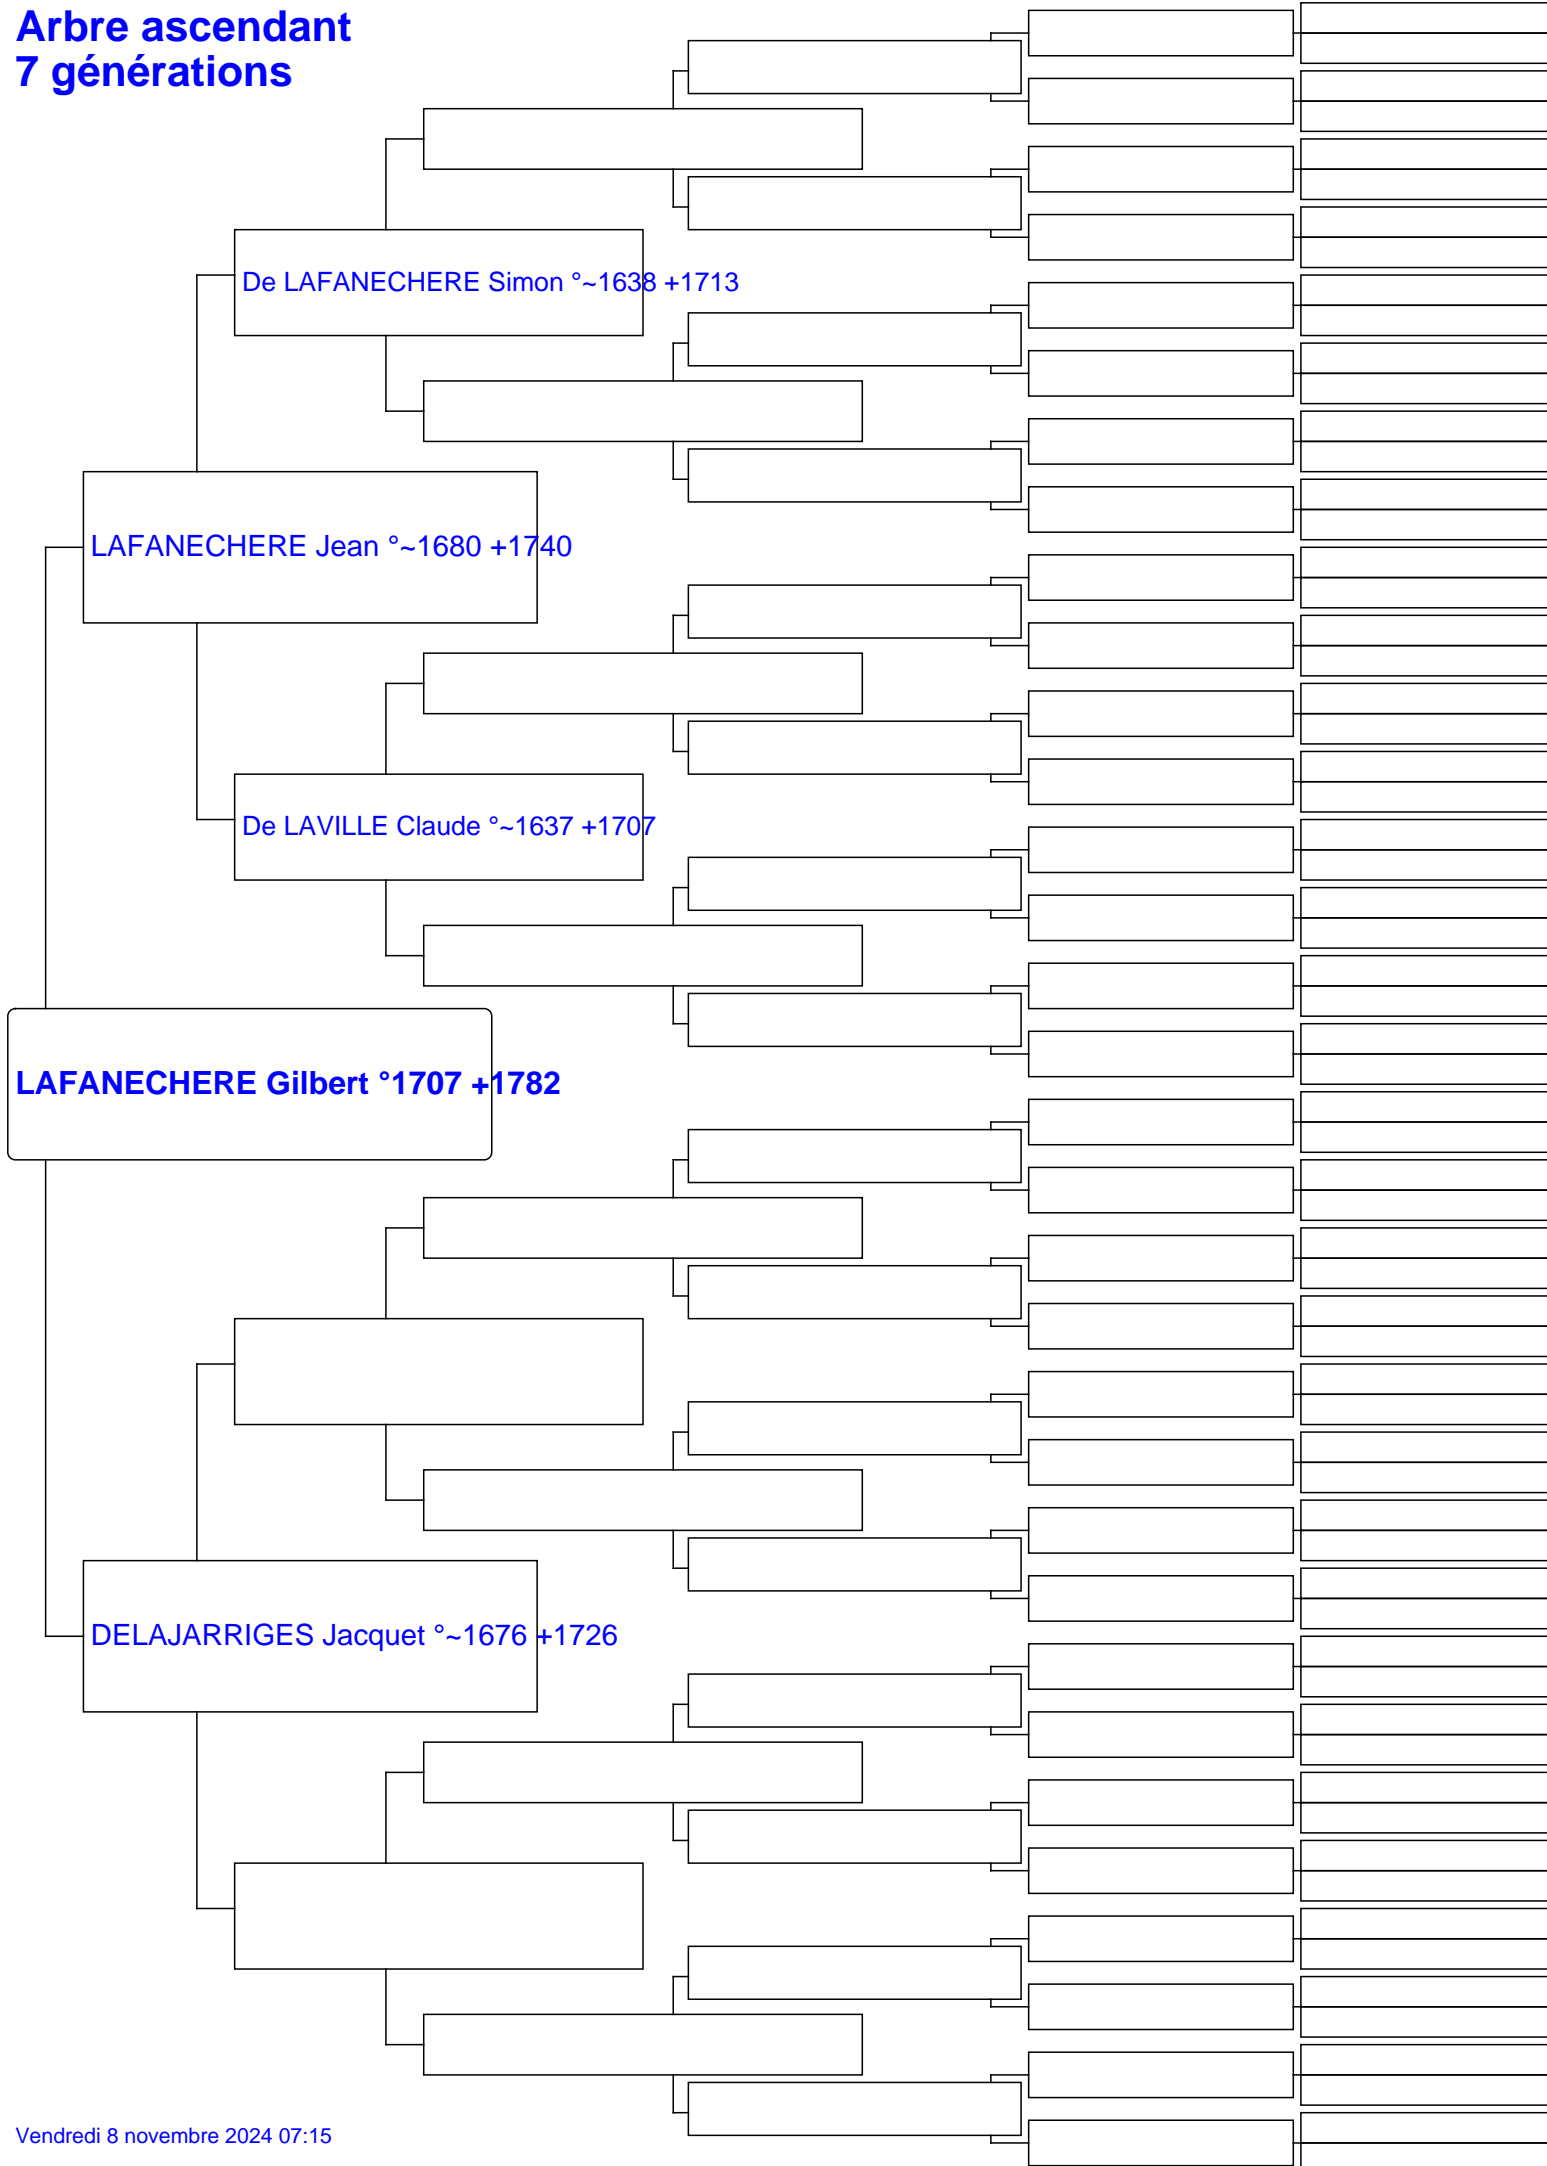 Arbre ascendant
7 générations
De LAFANECHERE Simon °~1638 +1713
LAFANECHERE Jean °~1680 +1740
De LAVILLE Claude °~1637 +1707
LAFANECHERE Gilbert °1707 +1782
DELAJARRIGES Jacquet °~1676 +1726
Vendredi 8 novembre 2024 07:15